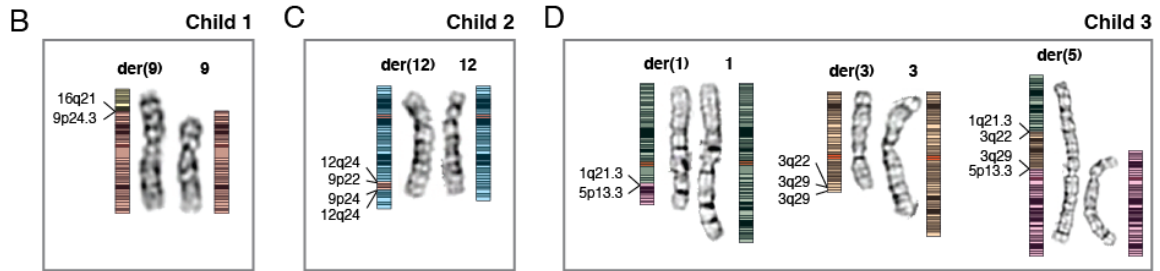 B
Child 1
der(9) 9
16q21
9p24.3
C
Child 2
der(12) 12
12q24
9p22
9p24
12q24
D
Child 3
der(1) 1
1q21.3
5p13.3
der(3) 3
3q22
3q29
3q29
der(5)
1q21.3
3q22
3q29
5p13.3